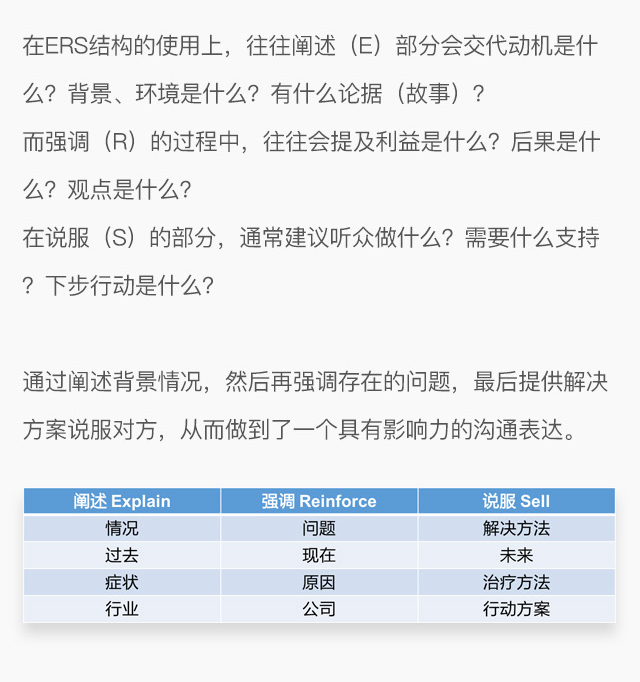 在ERS结构的使用上，往往阐述（E）部分会交代动机是什
么？背景、环境是什么？有什么论据（故事）？
而强调（R）的过程中，往往会提及利益是什么？后果是什
么？观点是什么？
在说服（S）的部分，通常建议听众做什么？需要什么支持
？下步行动是什么？
通过阐述背景情况，然后再强调存在的问题，最后提供解决
方案说服对方，从而做到了一个具有影响力的沟通表达。
阐述 Explain 强调 Reinforce 说服 Sell
情况 问题 解决方法
过去 现在 未来
症状 原因 治疗方法
行业 公司 行动方案